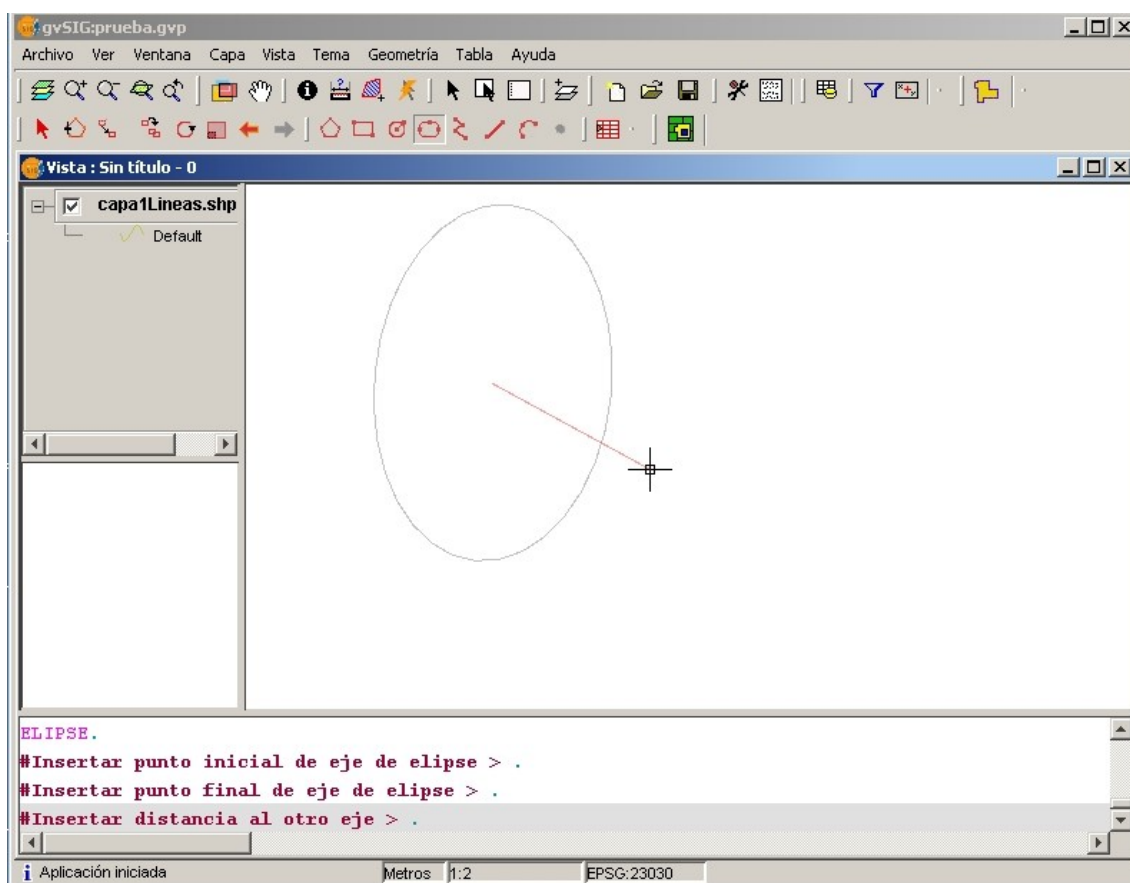 gvSIG:prueba.gvp
Archivo Ver Ventana Capa Vista Tema Geometría Tabla Ayuda
Vista : Sin título - 0
capa1Lineas.shp
Default
ELIPSE.
#Insertar punto inicial de eje de elipse > .
#Insertar punto final de eje de elipse > .
#Insertar distancia al otro eje > .
Aplicación iniciada Metros 1:2 EPSG:23030